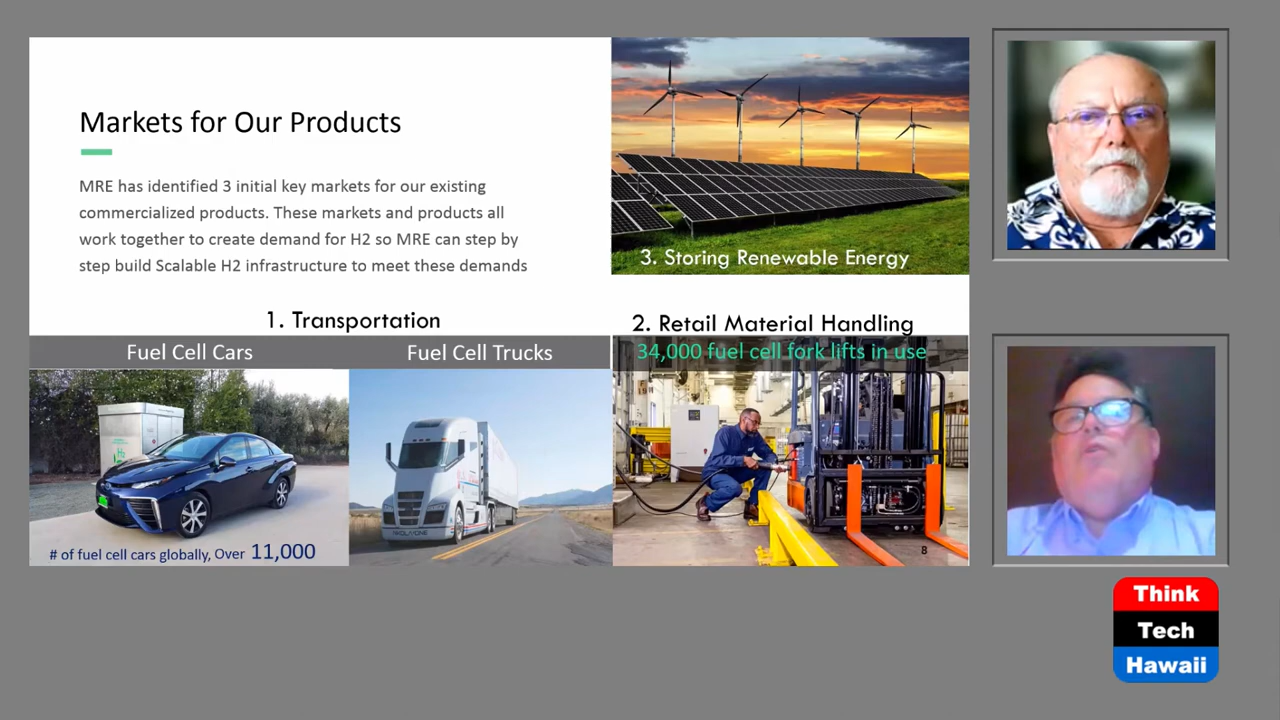 Markets for Our Products
MRE has identified 3 initial key markets for our existing
commercialized products. These markets and products all
work together to create demand for H2 so MRE can step by
step build Scalable H2 infrastructure to meet these demands
3. Storing Renewable Energy
1. Transportation
2. Retail Material Handling
Fuel Cell Cars
Fuel Cell Trucks
34,000 fuel cell fork lifts in use
# of fuel cell cars globally, Over 11,000
8
Think
Tech
Hawaii